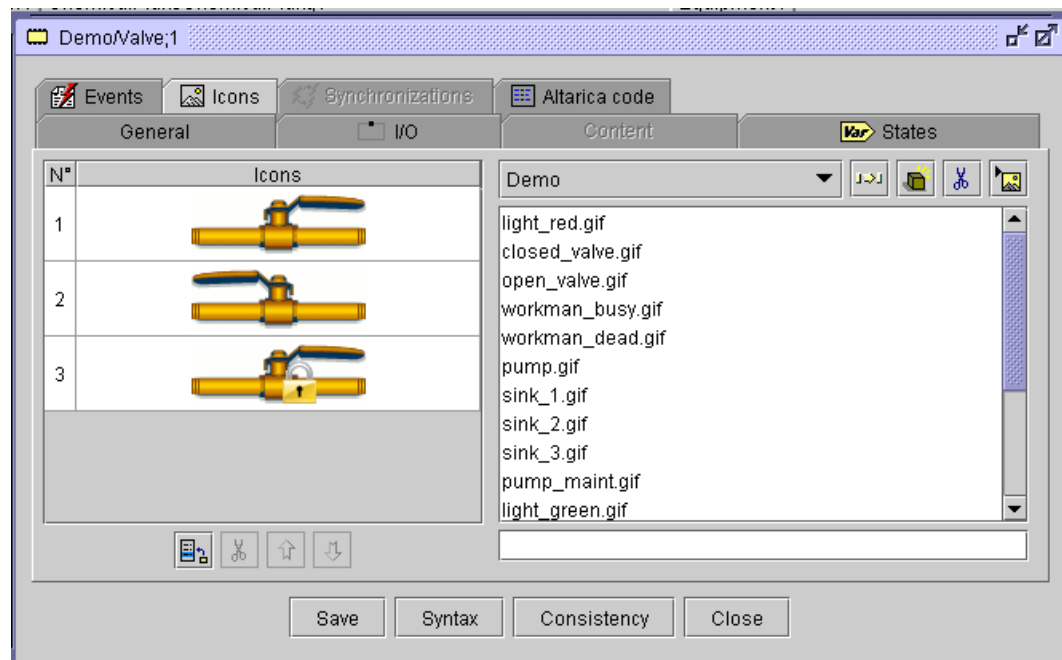 Demo/Valve;1
Events
Icons
Synchronizations
Altarica code
General
I/O
Content
Var States
N° Icons
1
2
3
Demo
light_red.gif
closed_valve.gif
open_valve.gif
workman_busy.gif
workman_dead.gif
pump.gif
sink_1.gif
sink_2.gif
sink_3.gif
pump_maint.gif
light_green.gif
Save
Syntax
Consistency
Close